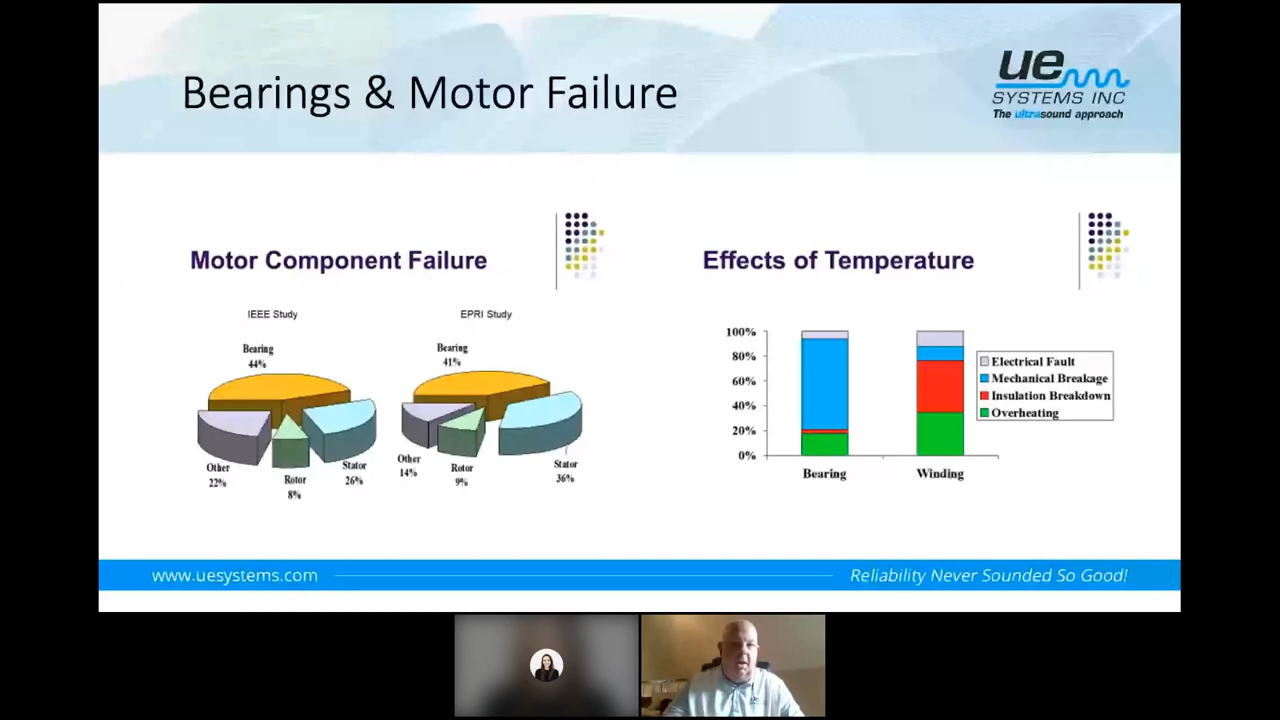 Bearings & Motor Failure
ue
SYSTEMS INC
The ultrasound approach
Motor Component Failure
IEEE Study
EPRI Study
Bearing
44%
Other
22%
Rotor
8%
Stator
26%
Bearing
41%
Other
14%
Rotor
9%
Stator
36%
Effects of Temperature
100%
80%
60%
40%
20%
0%
Bearing
Winding
Electrical Fault
Mechanical Breakage
Insulation Breakdown
Overheating
www.uesystems.com
Reliability Never Sounded So Good!